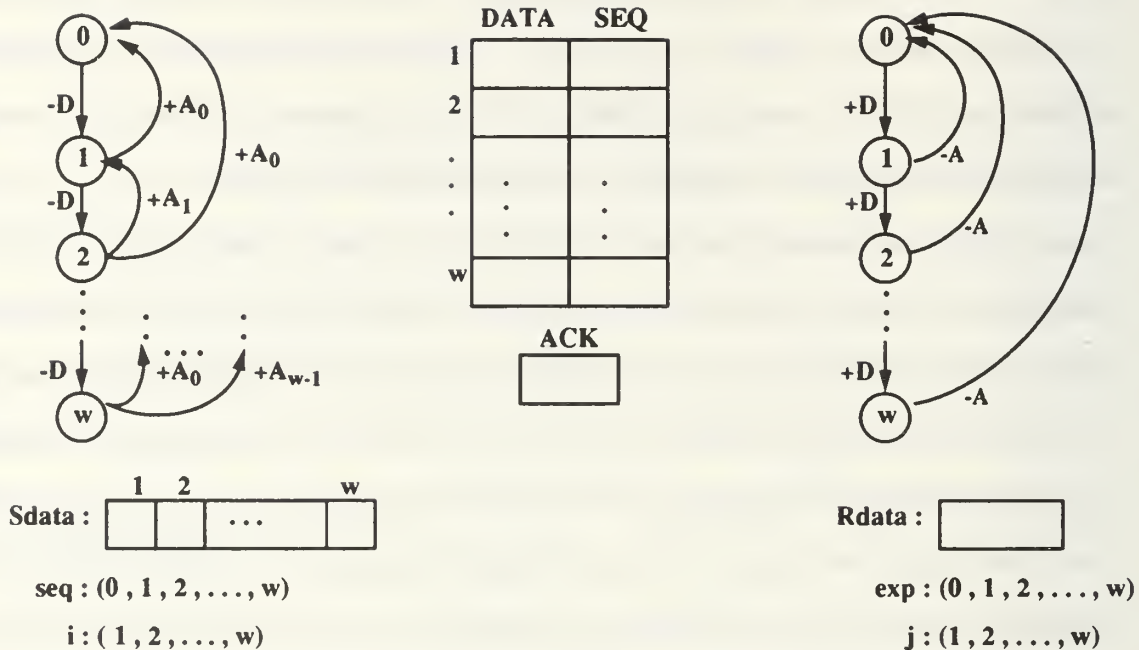 0
-D
+A0
1
+A0
-D
+A1
2
-D
+A0
+Aw-1
w
DATA SEQ
1
2
w
ACK
0
+D
1
-A
+D
2
-A
+D
w
-A
1 2 w
Sdata : ...
seq : (0 , 1 , 2 , . . . , w)
i : ( 1 , 2 , . . . , w)
Rdata :
exp : (0 , 1 , 2 , . . . , w)
j : (1 , 2 , . . . , w)